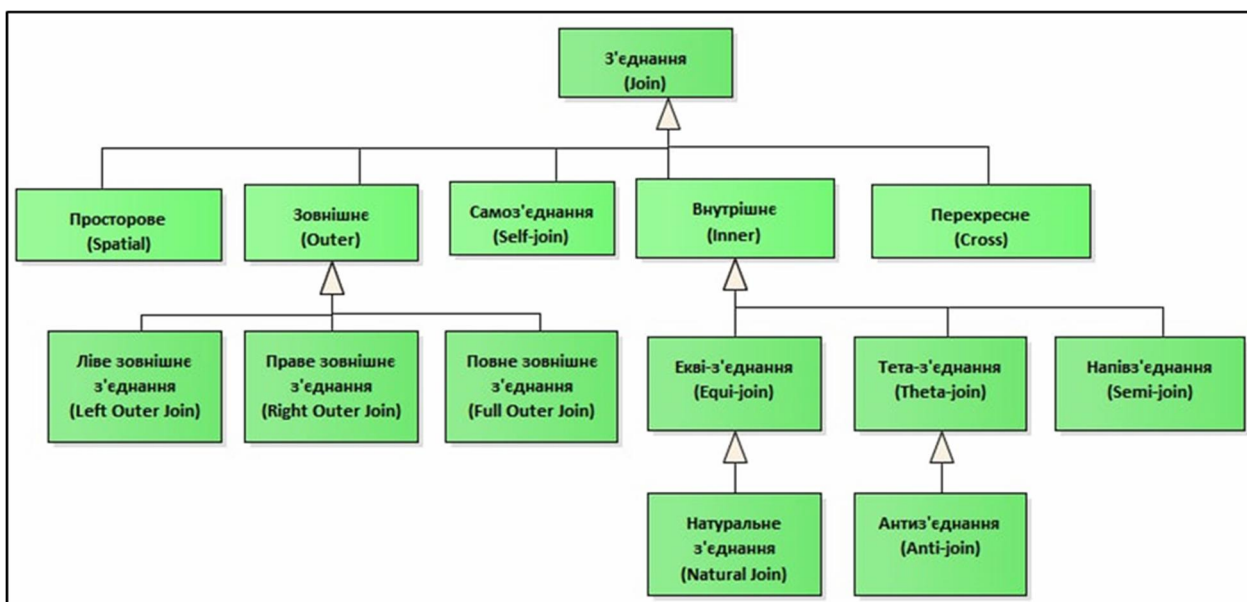 З'єднання
(Join)
Просторове
(Spatial)
Зовнішнє
(Outer)
Самоз'єднання
(Self-join)
Внутрішнє
(Inner)
Перехресне
(Cross)
Ліве зовнішнє
з'єднання
(Left Outer Join)
Праве зовнішнє
з'єднання
(Right Outer Join)
Повне зовнішнє
з'єднання
(Full Outer Join)
Екві-з'єднання
(Equi-join)
Тета-з'єднання
(Theta-join)
Напівз'єднання
(Semi-join)
Натуральне
з'єднання
(Natural Join)
Антиз'єднання
(Anti-join)